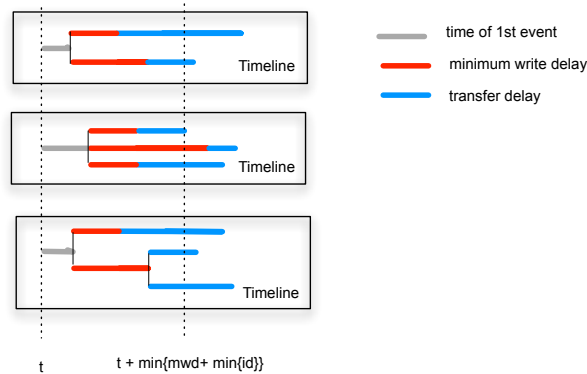 time of 1st event
minimum write delay
transfer delay
Timeline
Timeline
Timeline
t
t + min{mwd+ min{id}}